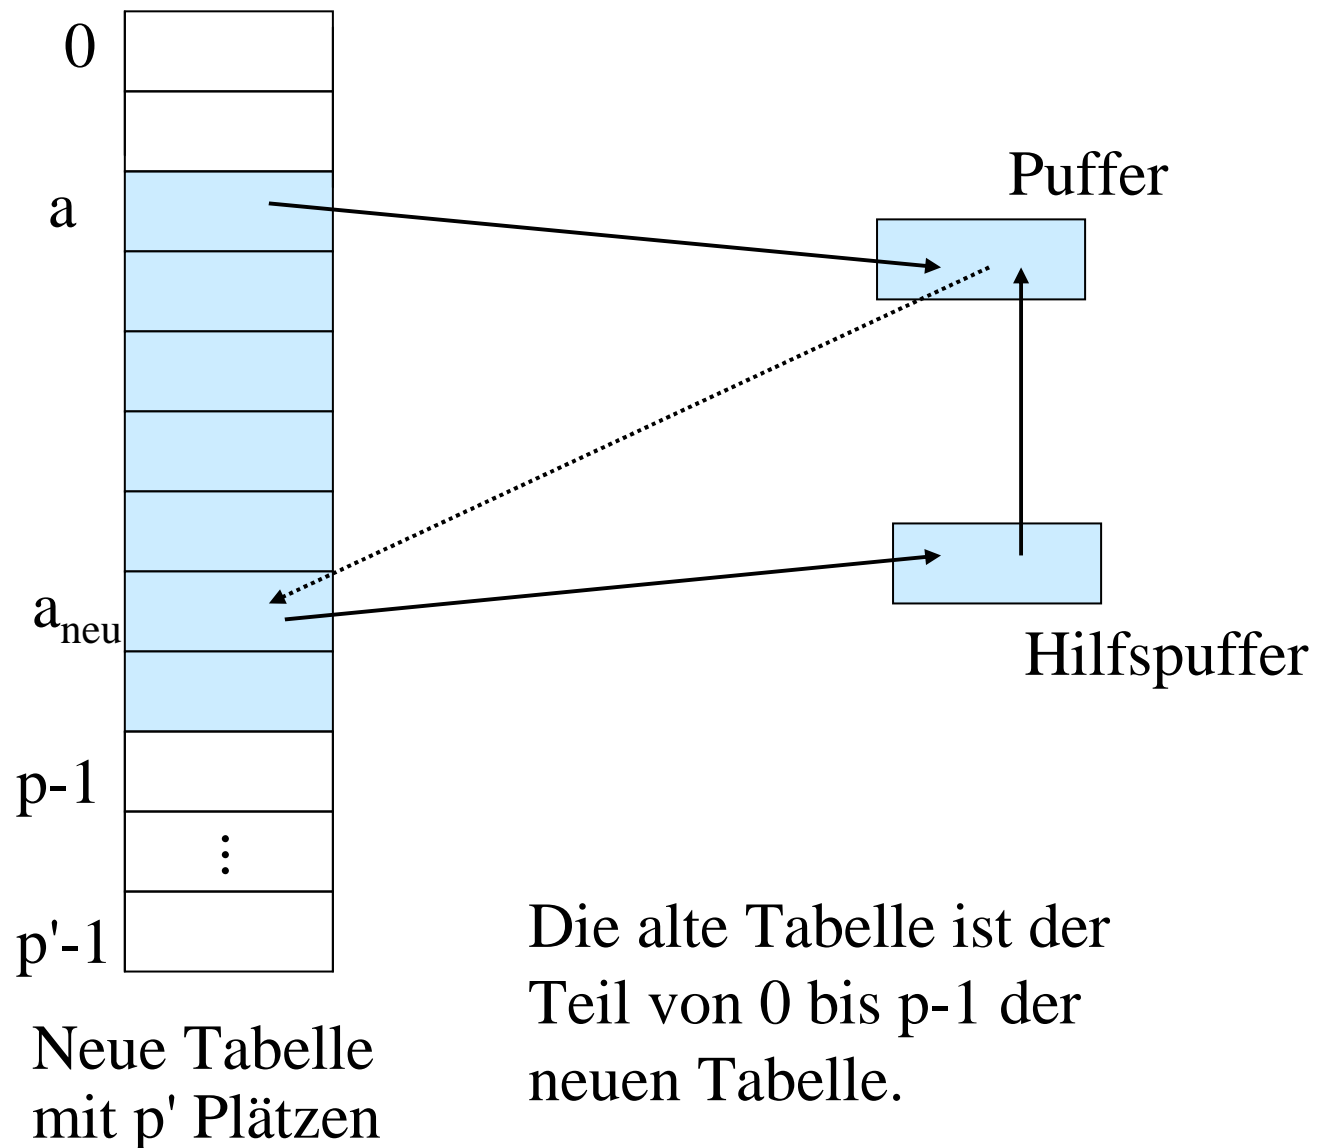 0
a
a_neu
p-1
⋮
p'-1
Puffer
Hilfspuffer
Neue Tabelle
mit p' Plätzen
Die alte Tabelle ist der
Teil von 0 bis p-1 der
neuen Tabelle.